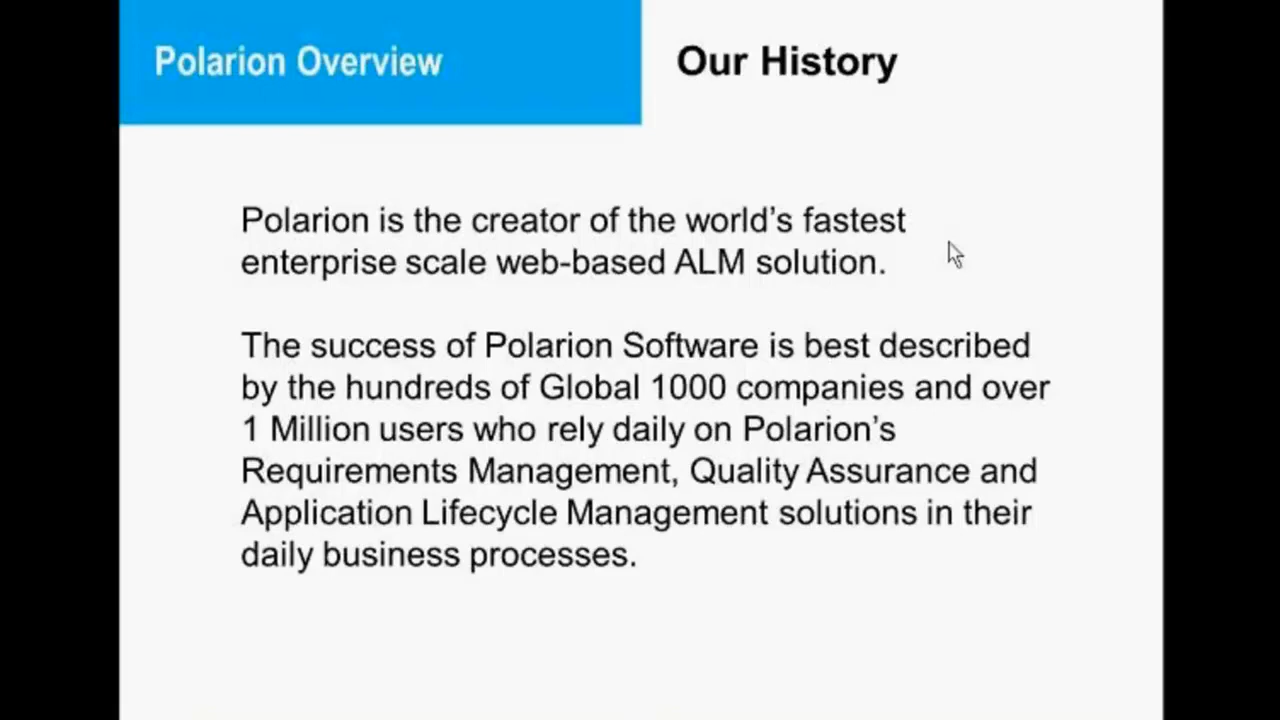 Polarion Overview
Our History
Polarion is the creator of the world’s fastest
enterprise scale web-based ALM solution.
The success of Polarion Software is best described
by the hundreds of Global 1000 companies and over
1 Million users who rely daily on Polarion’s
Requirements Management, Quality Assurance and
Application Lifecycle Management solutions in their
daily business processes.